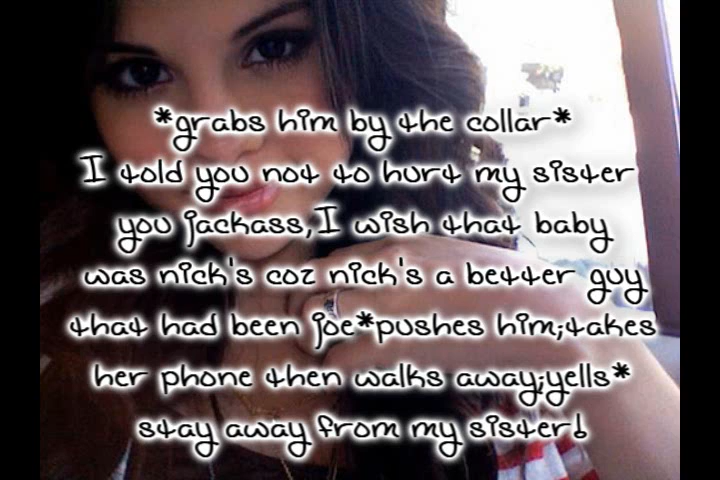 *grabs him by the collar*
I told you not to hurt my sister
you jackass,I wish that baby
was nick's coz nick's a better guy
that had been joe*pushes him;takes
her phone then walks away;yells*
stay away from my sister!